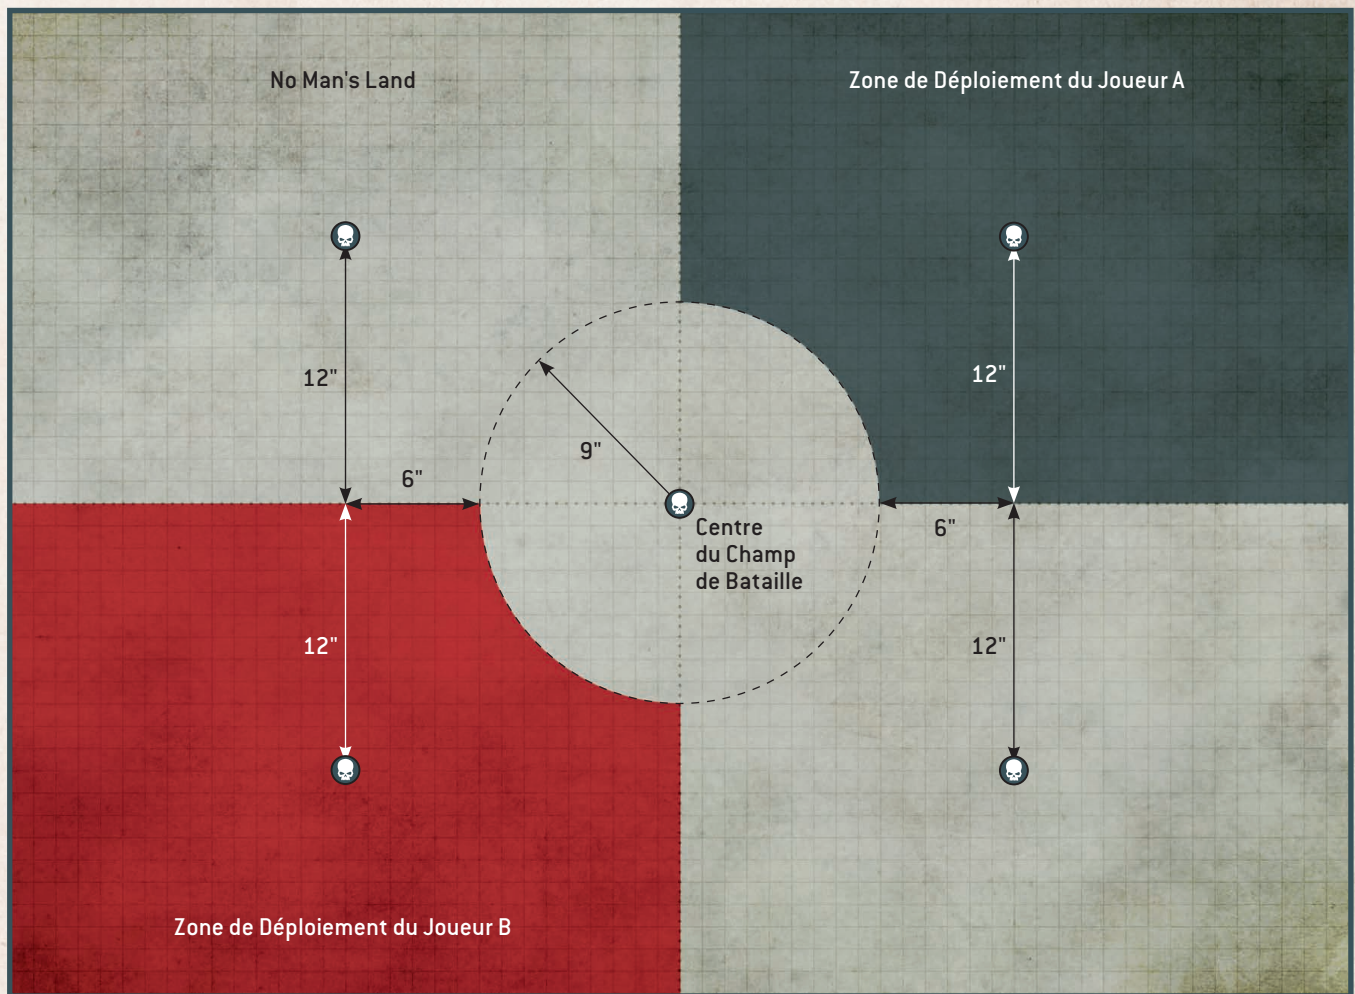 No Man's Land
Zone de Déploiement du Joueur A
12"
12"
9"
6"
Centre
du Champ
de Bataille
6"
12"
12"
Zone de Déploiement du Joueur B